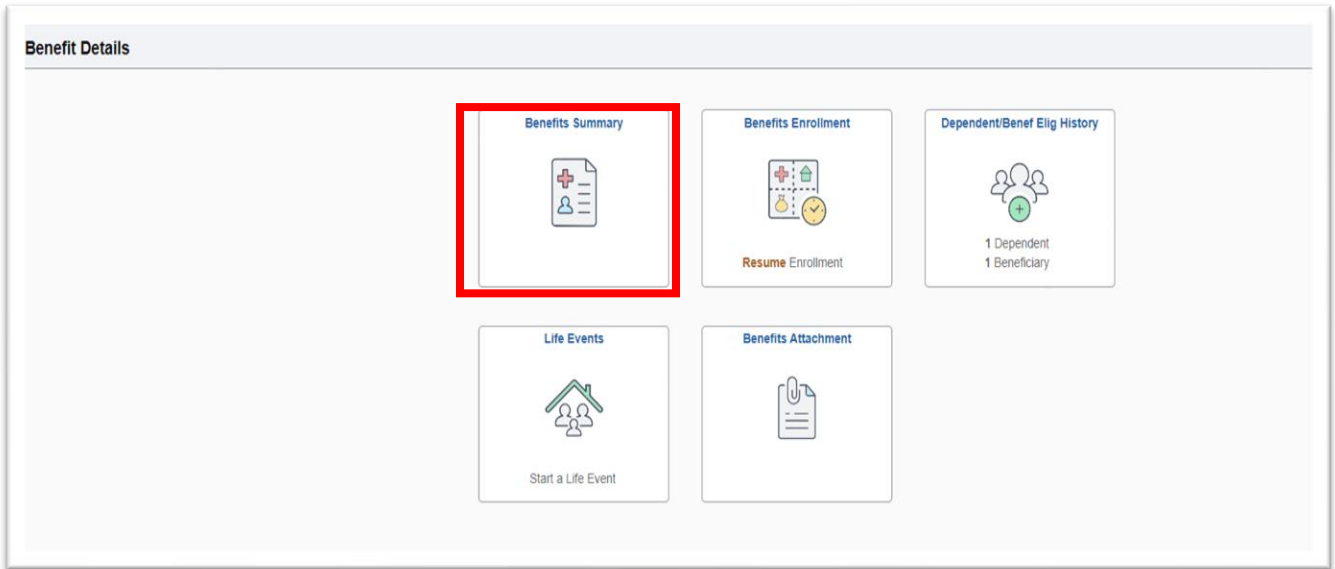 Benefit Details
Benefits Summary
Benefits Enrollment
Resume Enrollment
Dependent/Benef Elig History
1 Dependent
1 Beneficiary
Life Events
Start a Life Event
Benefits Attachment